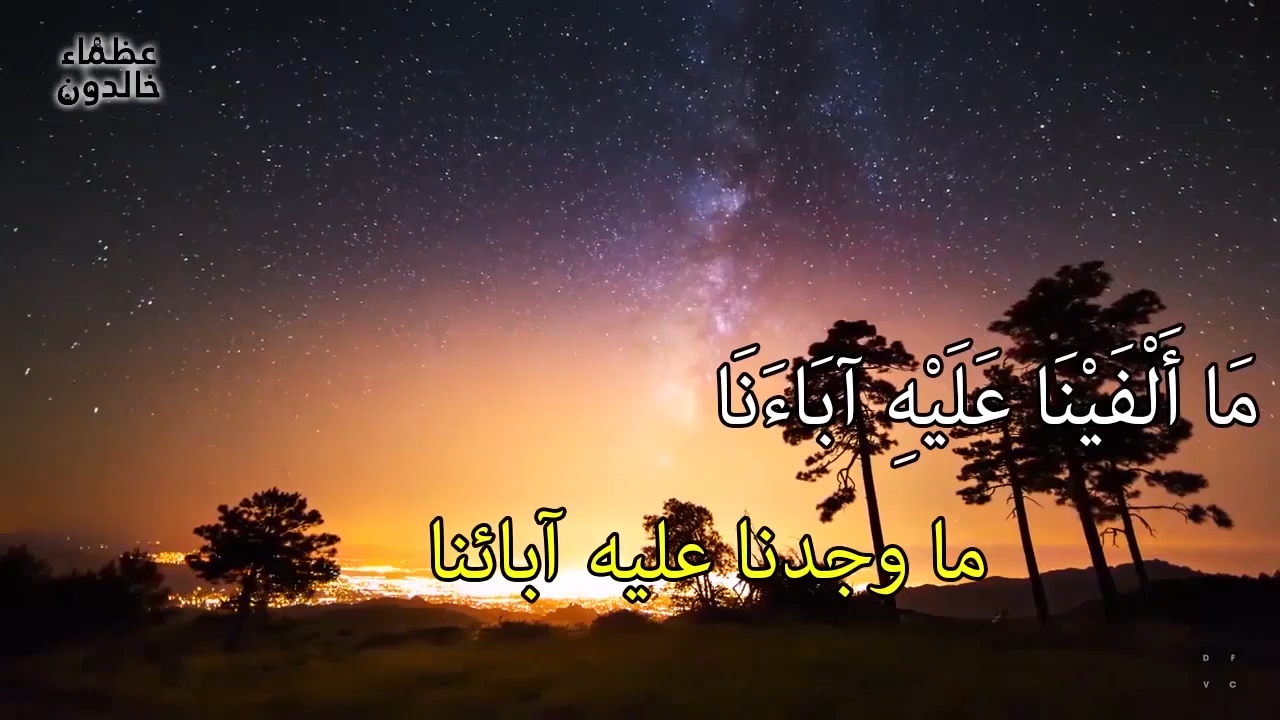 عظماء
خالدون
مَا أَلْفَيْنَا عَلَيْهِ آبَاءَنَا
ما وجدنا عليه آبائنا
D F
V C